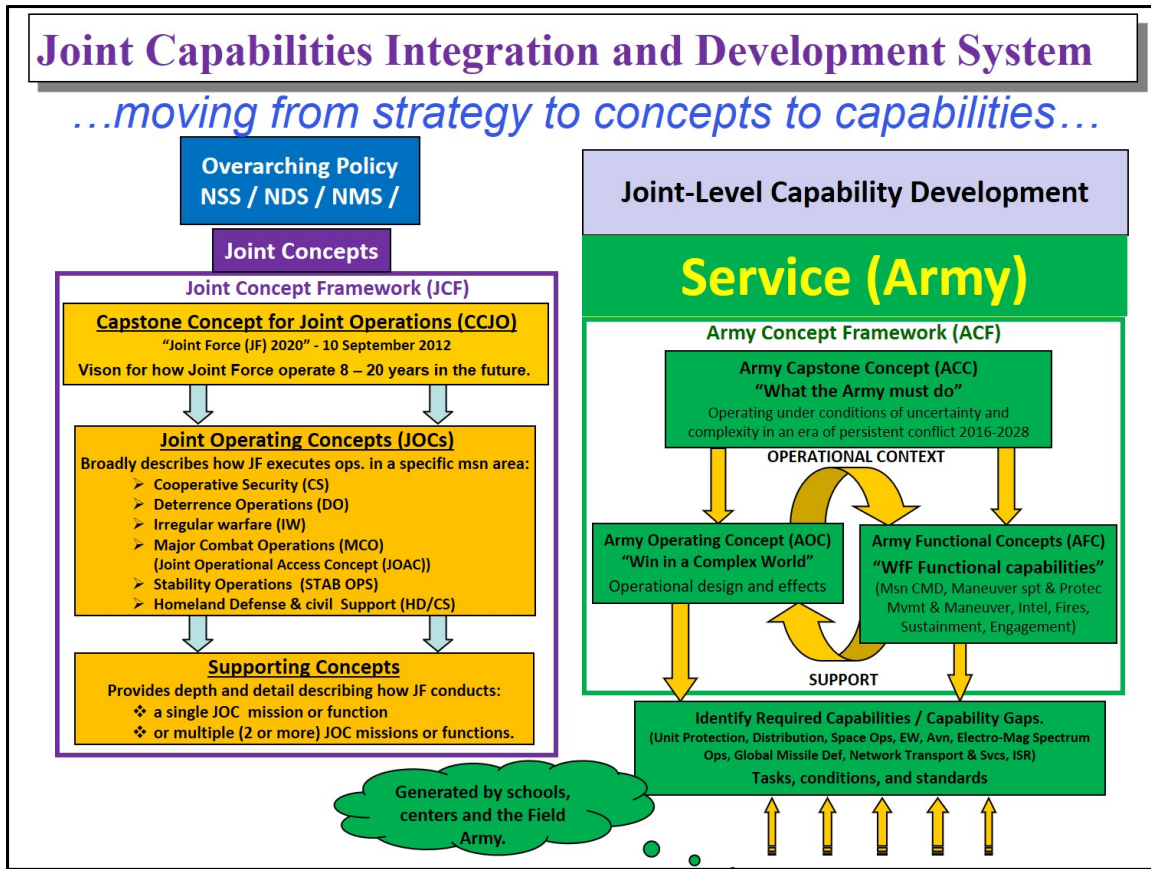 Joint Capabilities Integration and Development System
…moving from strategy to concepts to capabilities…
Overarching Policy
NSS / NDS / NMS /
Joint Concepts
Joint Concept Framework (JCF)
Capstone Concept for Joint Operations (CCJO)
“Joint Force (JF) 2020” - 10 September 2012
Vison for how Joint Force operate 8 – 20 years in the future.
Joint Operating Concepts (JOCs)
Broadly describes how JF executes ops. in a specific msn area:
➢ Cooperative Security (CS)
➢ Deterrence Operations (DO)
➢ Irregular warfare (IW)
➢ Major Combat Operations (MCO)
(Joint Operational Access Concept (JOAC))
➢ Stability Operations (STAB OPS)
➢ Homeland Defense & civil Support (HD/CS)
Supporting Concepts
Provides depth and detail describing how JF conducts:
❖ a single JOC mission or function
❖ or multiple (2 or more) JOC missions or functions.
Joint-Level Capability Development
Service (Army)
Army Concept Framework (ACF)
Army Capstone Concept (ACC)
“What the Army must do”
Operating under conditions of uncertainty and
complexity in an era of persistent conflict 2016-2028
OPERATIONAL CONTEXT
Army Operating Concept (AOC)
“Win in a Complex World”
Operational design and effects
Army Functional Concepts (AFC)
“WfF Functional capabilities”
(Msn CMD, Maneuver spt & Protec
Mvmt & Maneuver, Intel, Fires,
Sustainment, Engagement)
SUPPORT
Identify Required Capabilities / Capability Gaps.
(Unit Protection, Distribution, Space Ops, EW, Avn, Electro-Mag Spectrum
Ops, Global Missile Def, Network Transport & Svcs, ISR)
Tasks, conditions, and standards
Generated by schools,
centers and the Field
Army.